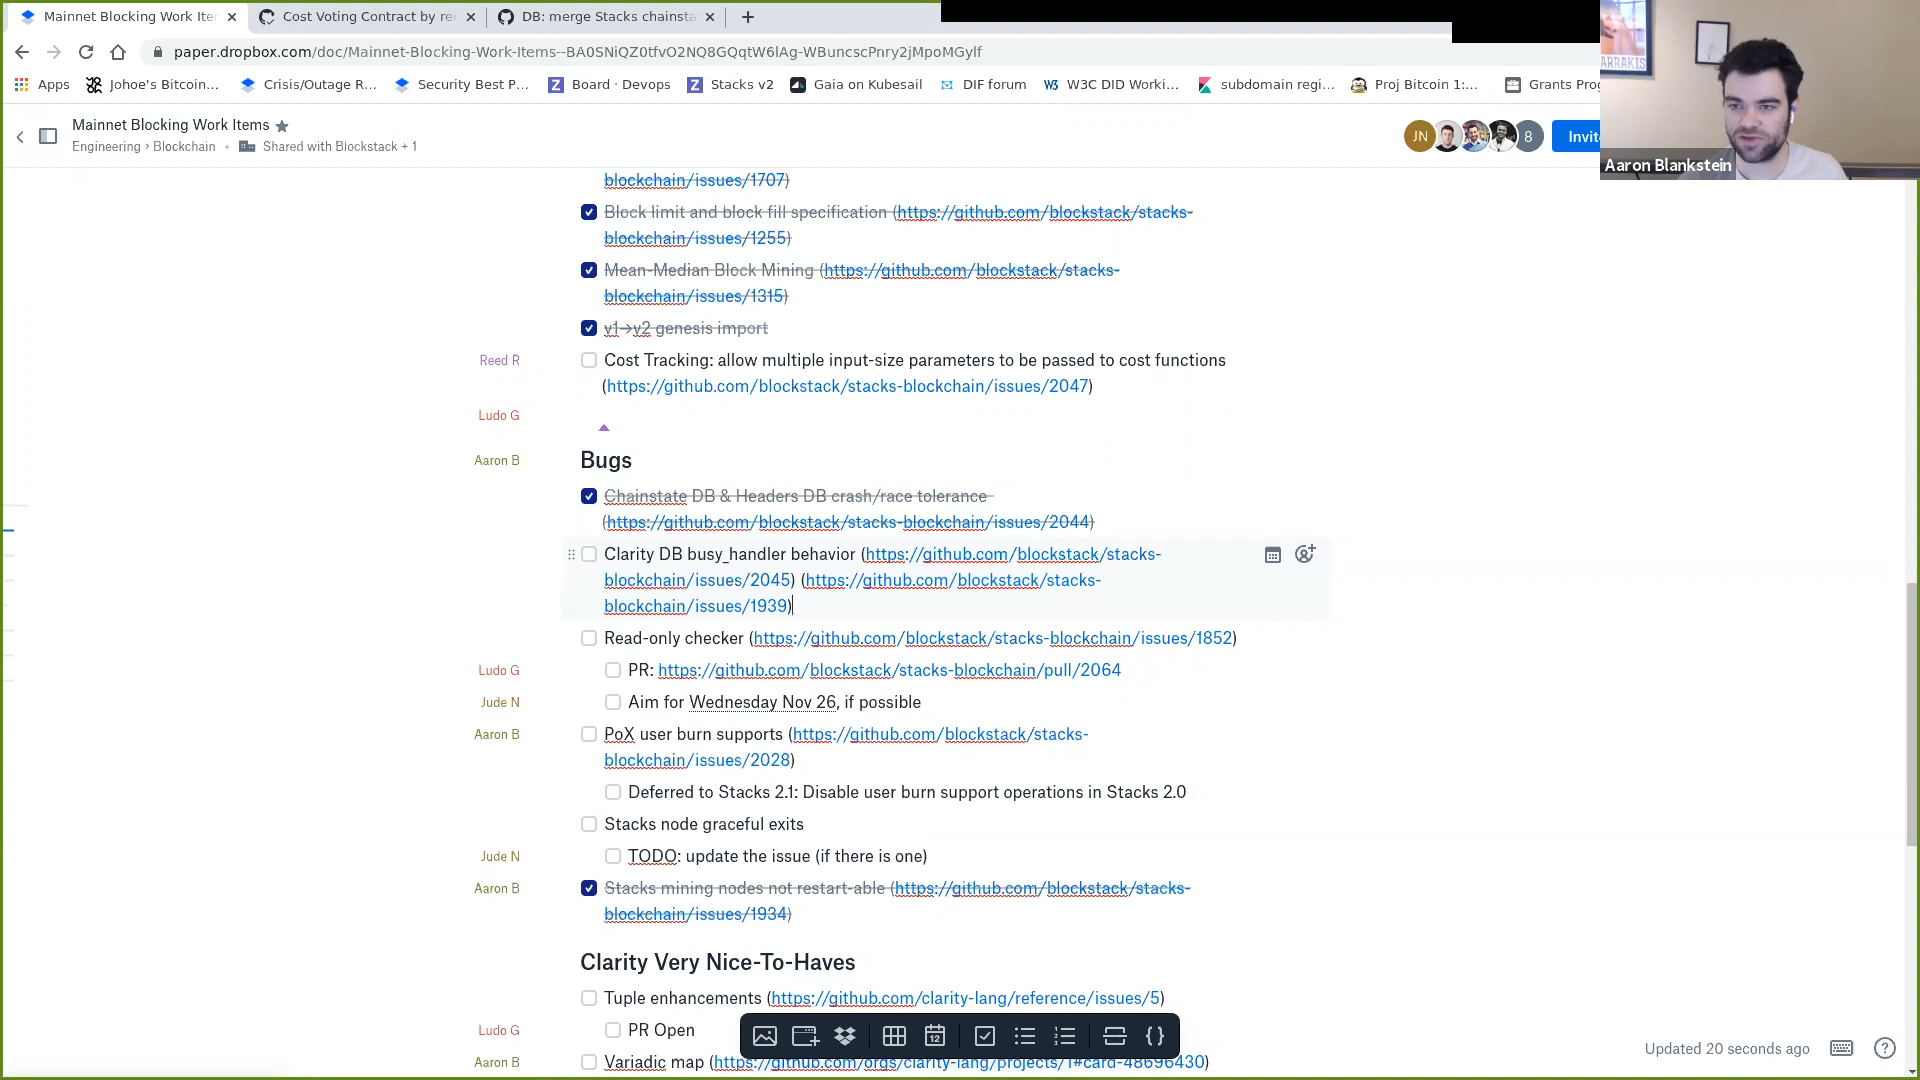 Mainnet Blocking Work Iter
Cost Voting Contract by ree
DB: merge Stacks chainsta
paper.dropbox.com/doc/Mainnet-Blocking-Work-Items--BA0SNiQZ0tfvO2NQ8GQqtW6lAg-WBuncscPnry2jMpoMGylf
Apps Johoe's Bitcoin... Crisis/Outage R... Security Best P... Board · Devops Stacks v2 Gaia on Kubesail DIF forum W3C DID Worki... subdomain regi... Proj Bitcoin 1:... Grants Prog
ARRAKIS
Aaron Blankstein
Mainnet Blocking Work Items
Engineering › Blockchain • Shared with Blockstack + 1
JN 8 Invite
blockchain/issues/1707)
Block limit and block fill specification (https://github.com/blockstack/stacks-
blockchain/issues/1255)
Mean-Median Block Mining (https://github.com/blockstack/stacks-
blockchain/issues/1315)
v1→v2 genesis import
Reed R Cost Tracking: allow multiple input-size parameters to be passed to cost functions
(https://github.com/blockstack/stacks-blockchain/issues/2047)
Ludo G
Aaron B Bugs
Chainstate DB & Headers DB crash/race tolerance
(https://github.com/blockstack/stacks-blockchain/issues/2044)
Clarity DB busy_handler behavior (https://github.com/blockstack/stacks-
blockchain/issues/2045) (https://github.com/blockstack/stacks-
blockchain/issues/1939)
Read-only checker (https://github.com/blockstack/stacks-blockchain/issues/1852)
Ludo G PR: https://github.com/blockstack/stacks-blockchain/pull/2064
Jude N Aim for Wednesday Nov 26, if possible
Aaron B PoX user burn supports (https://github.com/blockstack/stacks-
blockchain/issues/2028)
Deferred to Stacks 2.1: Disable user burn support operations in Stacks 2.0
Stacks node graceful exits
Jude N TODO: update the issue (if there is one)
Aaron B Stacks mining nodes not restart-able (https://github.com/blockstack/stacks-
blockchain/issues/1934)
Clarity Very Nice-To-Haves
Tuple enhancements (https://github.com/clarity-lang/reference/issues/5)
Ludo G PR Open
Aaron B Variadic map (https://github.com/orgs/clarity-lang/projects/1#card-48696430)
12
Updated 20 seconds ago